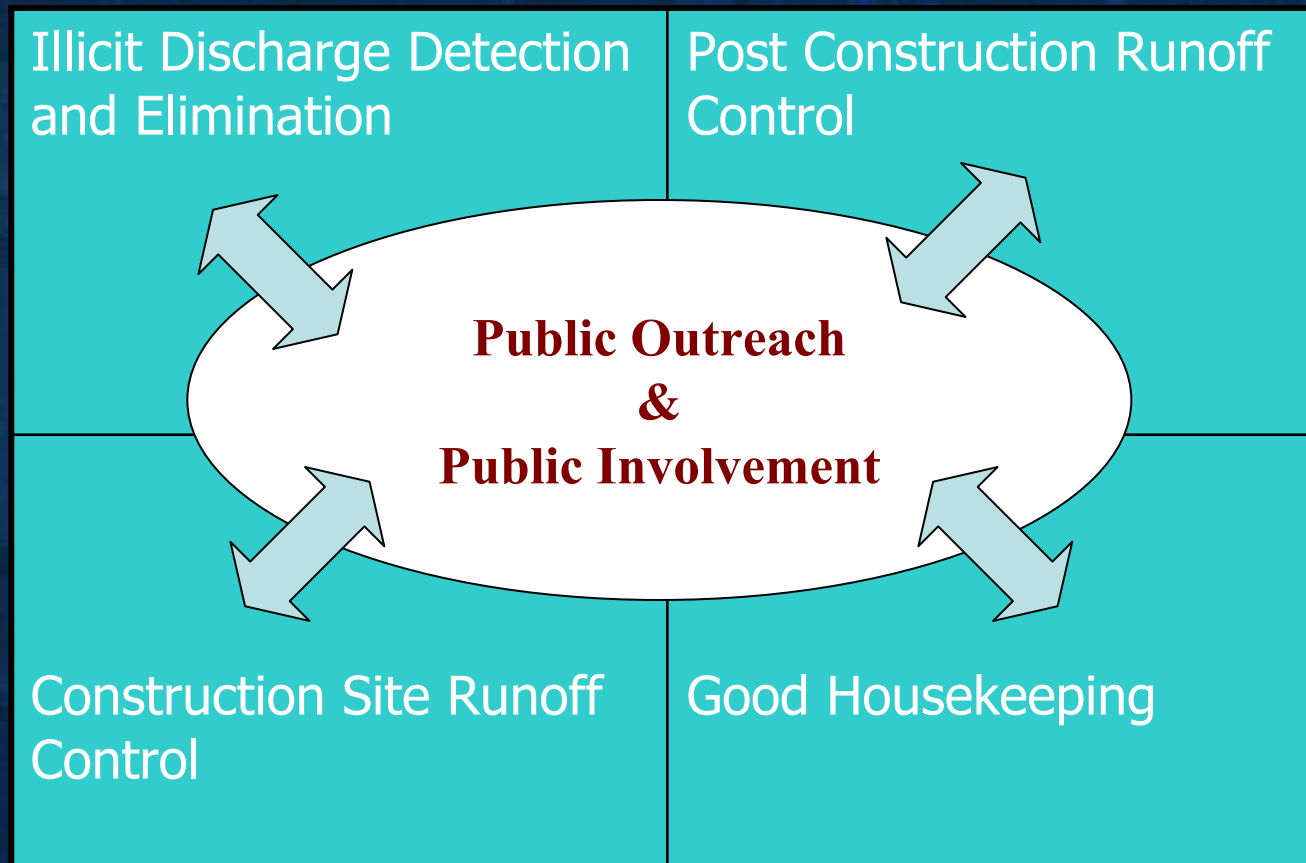 Illicit Discharge Detection
and Elimination
Post Construction Runoff
Control
Public Outreach
&
Public Involvement
Construction Site Runoff
Control
Good Housekeeping